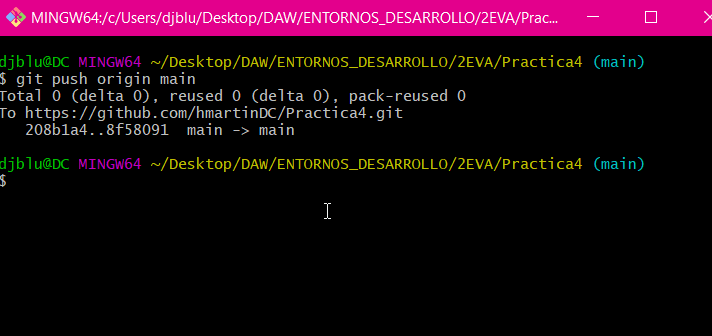 MINGW64:/c/Users/djblu/Desktop/DAW/ENTORNOS_DESARROLLO/2EVA/Prac...
djblu@DC MINGW64 ~/Desktop/DAW/ENTORNOS_DESARROLLO/2EVA/Practica4 (main)
$ git push origin main
Total 0 (delta 0), reused 0 (delta 0), pack-reused 0
To https://github.com/hmartinDC/Practica4.git
   208b1a4..8f58091  main -> main
djblu@DC MINGW64 ~/Desktop/DAW/ENTORNOS_DESARROLLO/2EVA/Practica4 (main)
$